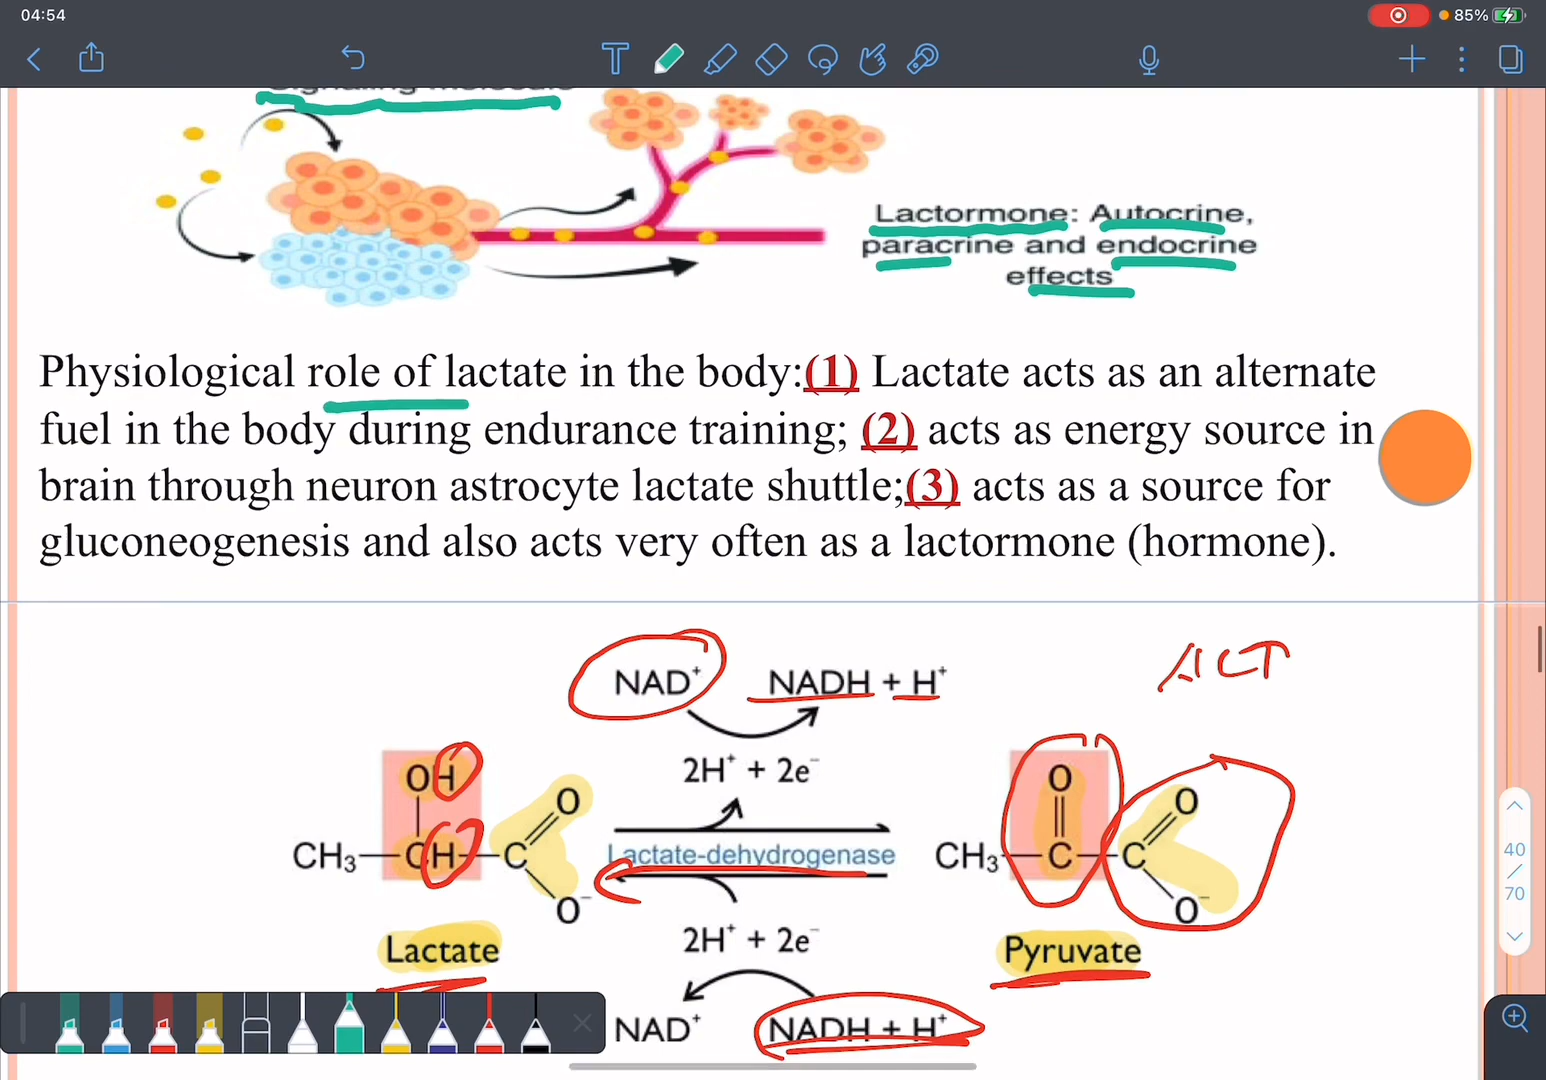 04:54
85%
Signaling molecule
Lactormone: Autocrine,
paracrine and endocrine
effects
Physiological role of lactate in the body:(1) Lactate acts as an alternate
fuel in the body during endurance training; (2) acts as energy source in
brain through neuron astrocyte lactate shuttle;(3) acts as a source for
gluconeogenesis and also acts very often as a lactormone (hormone).
NAD+ NADH + H+
OH 2H+ + 2e- O
O O
CH3 CH C Lactate-dehydrogenase CH3 C C
O- O-
Lactate 2H+ + 2e- Pyruvate
NAD+ NADH + H+
40
/
70